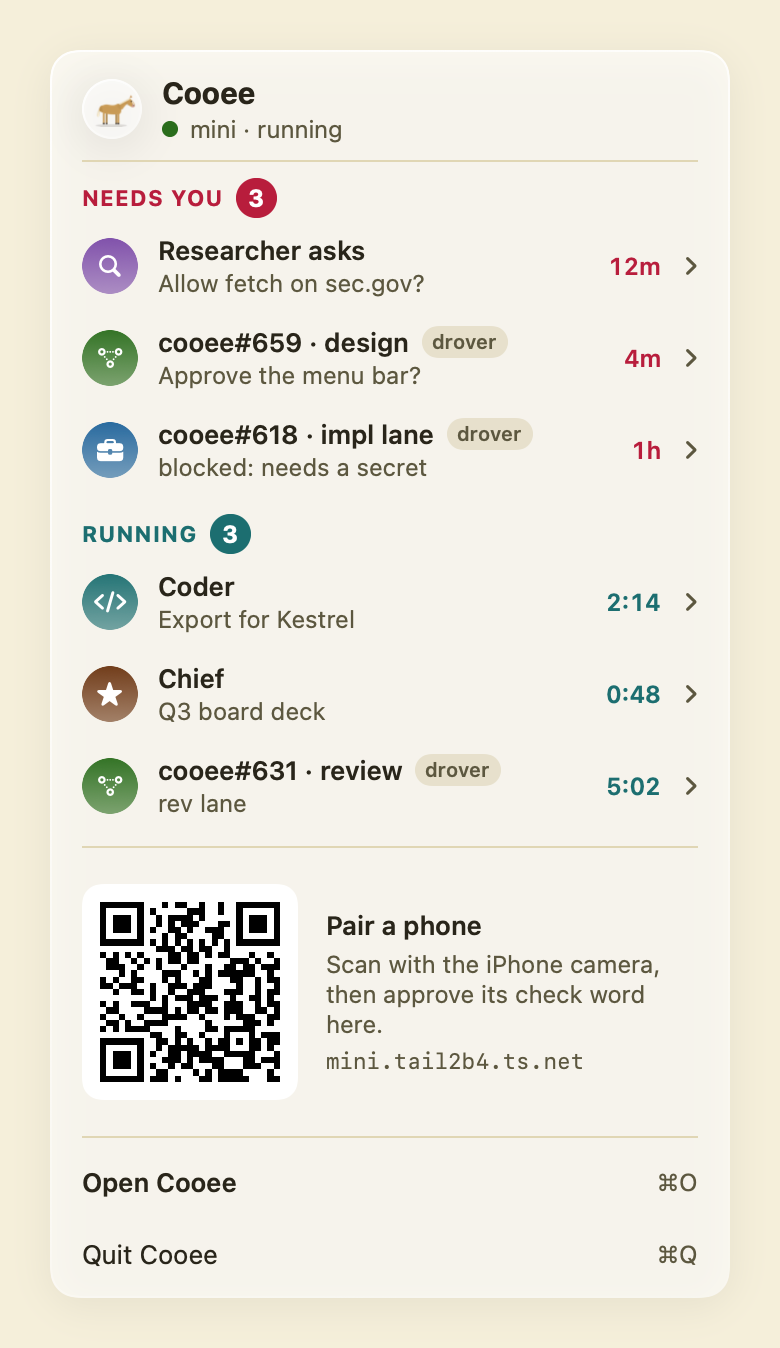 Cooee
mini · running
NEEDS YOU 3
Researcher asks
Allow fetch on sec.gov?
12m
cooee#659 · design drover
Approve the menu bar?
4m
cooee#618 · impl lane drover
blocked: needs a secret
1h
RUNNING 3
Coder
Export for Kestrel
2:14
Chief
Q3 board deck
0:48
cooee#631 · review drover
rev lane
5:02
Pair a phone
Scan with the iPhone camera,
then approve its check word
here.
mini.tail2b4.ts.net
Open Cooee ⌘O
Quit Cooee ⌘Q